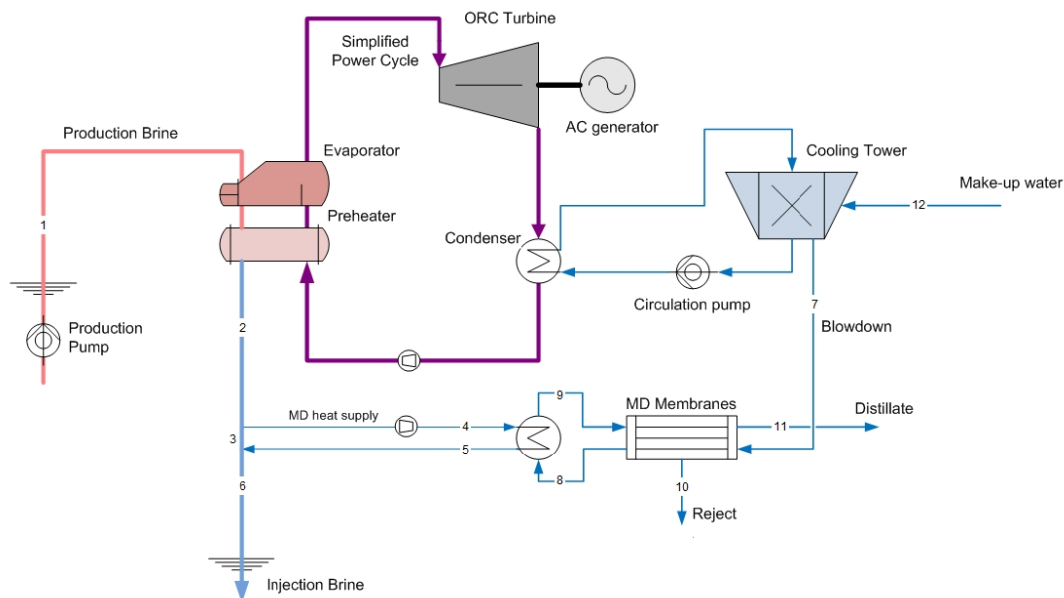 ORC Turbine
Simplified
Power Cycle
AC generator
Production Brine
Evaporator
Cooling Tower
Make-up water
12
Preheater
1
Condenser
Circulation pump
7
Blowdown
2
Production
Pump
9
MD Membranes
Distillate
MD heat supply
4
11
3
5
8
6
10
Reject
Injection Brine